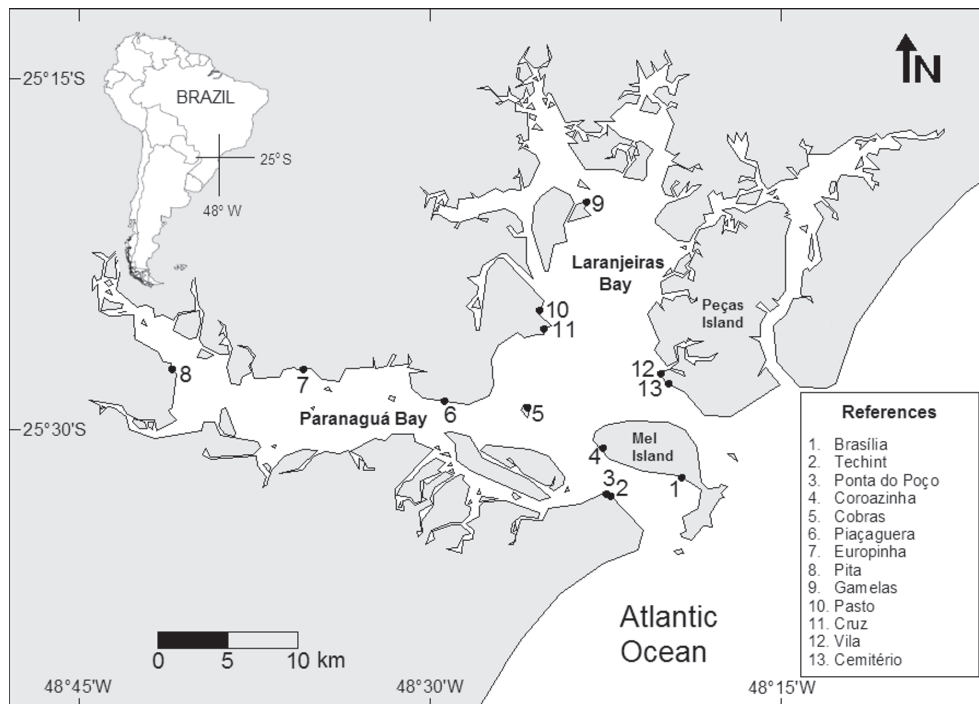 25°15'S
25°30'S
48°45'W
48°30'W
48°15'W
BRAZIL
25°S
48° W
N
Laranjeiras
Bay
Peças
Island
Paranaguá Bay
Mel
Island
Atlantic
Ocean
1
2
3
4
5
6
7
8
9
10
11
12
13
0 5 10 km
References
1. Brasília
2. Techint
3. Ponta do Poço
4. Coroazinha
5. Cobras
6. Piaçaguera
7. Europinha
8. Pita
9. Gamelas
10. Pasto
11. Cruz
12. Vila
13. Cemitério